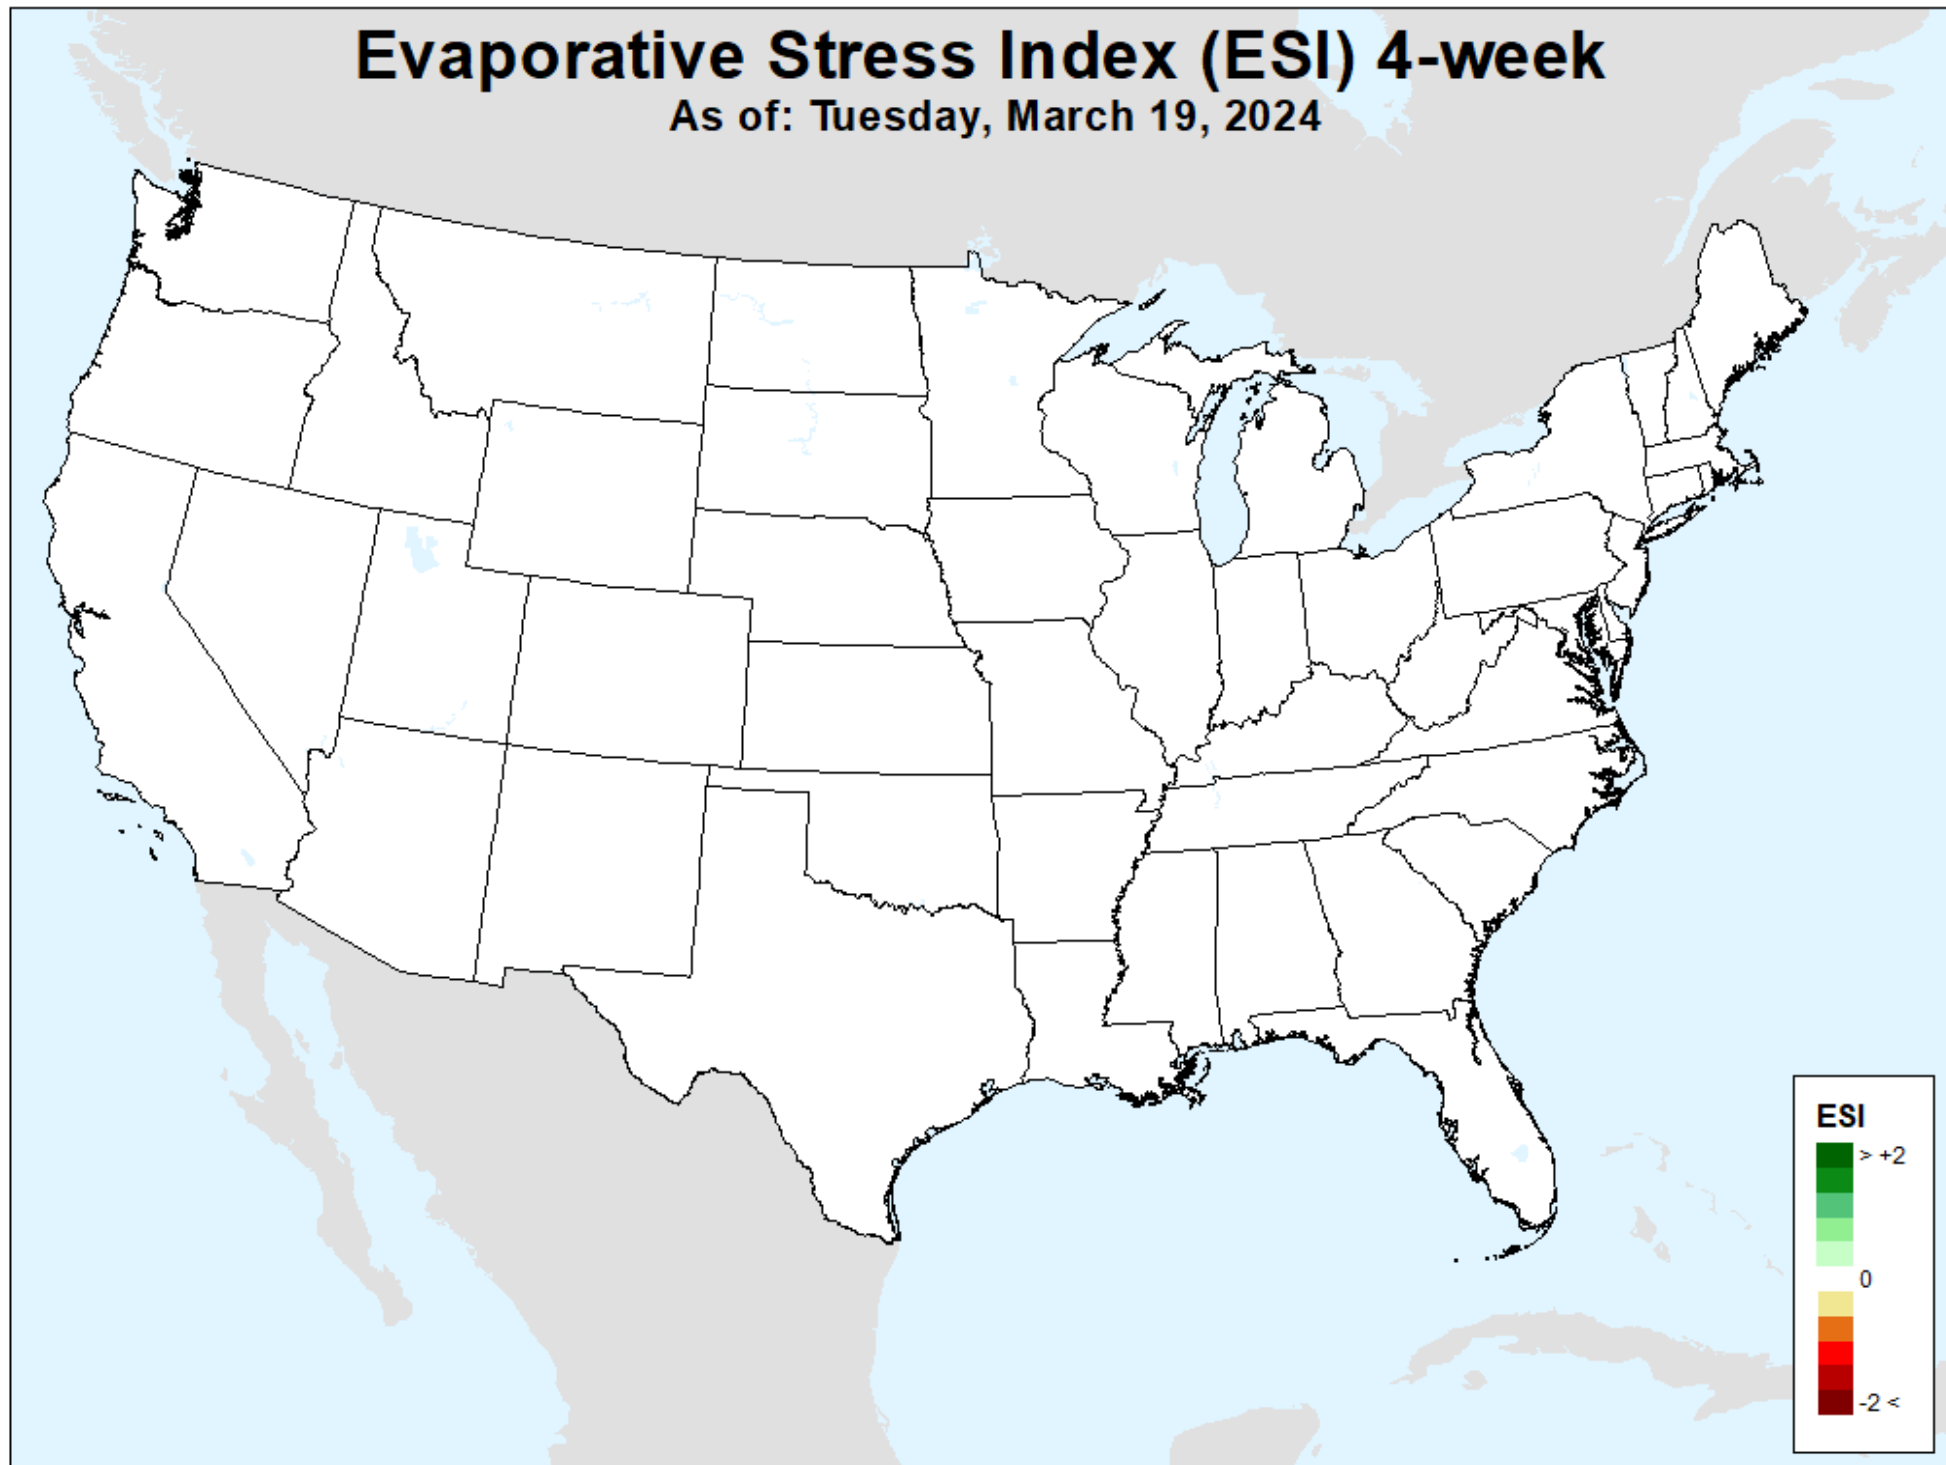 Evaporative Stress Index (ESI) 4-week
As of: Tuesday, March 19, 2024
ESI
> +2
0
-2 <